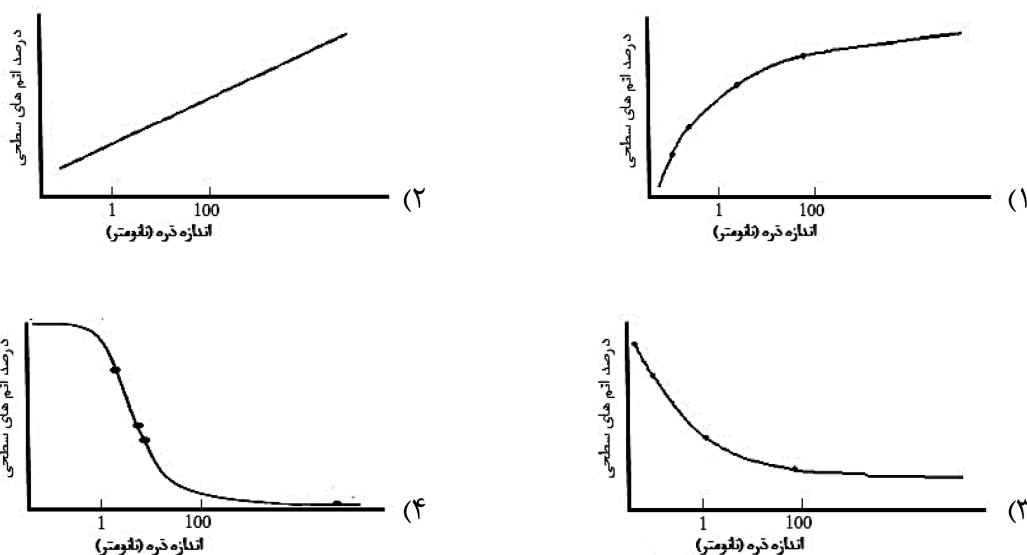 درصد اتم های سطحی
1 100
اندازه ذره (نانومتر)
۱)
درصد اتم های سطحی
1 100
اندازه ذره (نانومتر)
۲)
درصد اتم های سطحی
1 100
اندازه ذره (نانومتر)
۳)
درصد اتم های سطحی
1 100
اندازه ذره (نانومتر)
۴)